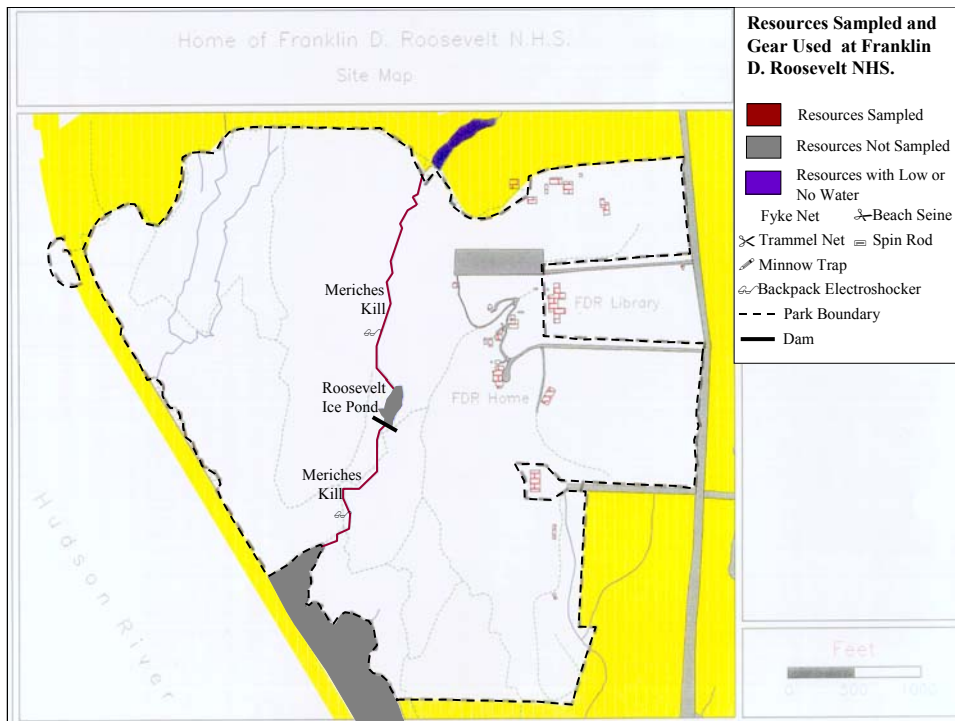 Home of Franklin D. Roosevelt N.H.S.
Site Map
Resources Sampled and
Gear Used at Franklin
D. Roosevelt NHS.
Resources Sampled
Resources Not Sampled
Resources with Low or
No Water
Fyke Net
Beach Seine
Trammel Net
Spin Rod
Minnow Trap
Backpack Electroshocker
Park Boundary
Dam
Meriches
Kill
FDR Library
Roosevelt
Ice Pond
FDR Home
Meriches
Kill
Hudson River
Feet
0 500 1000